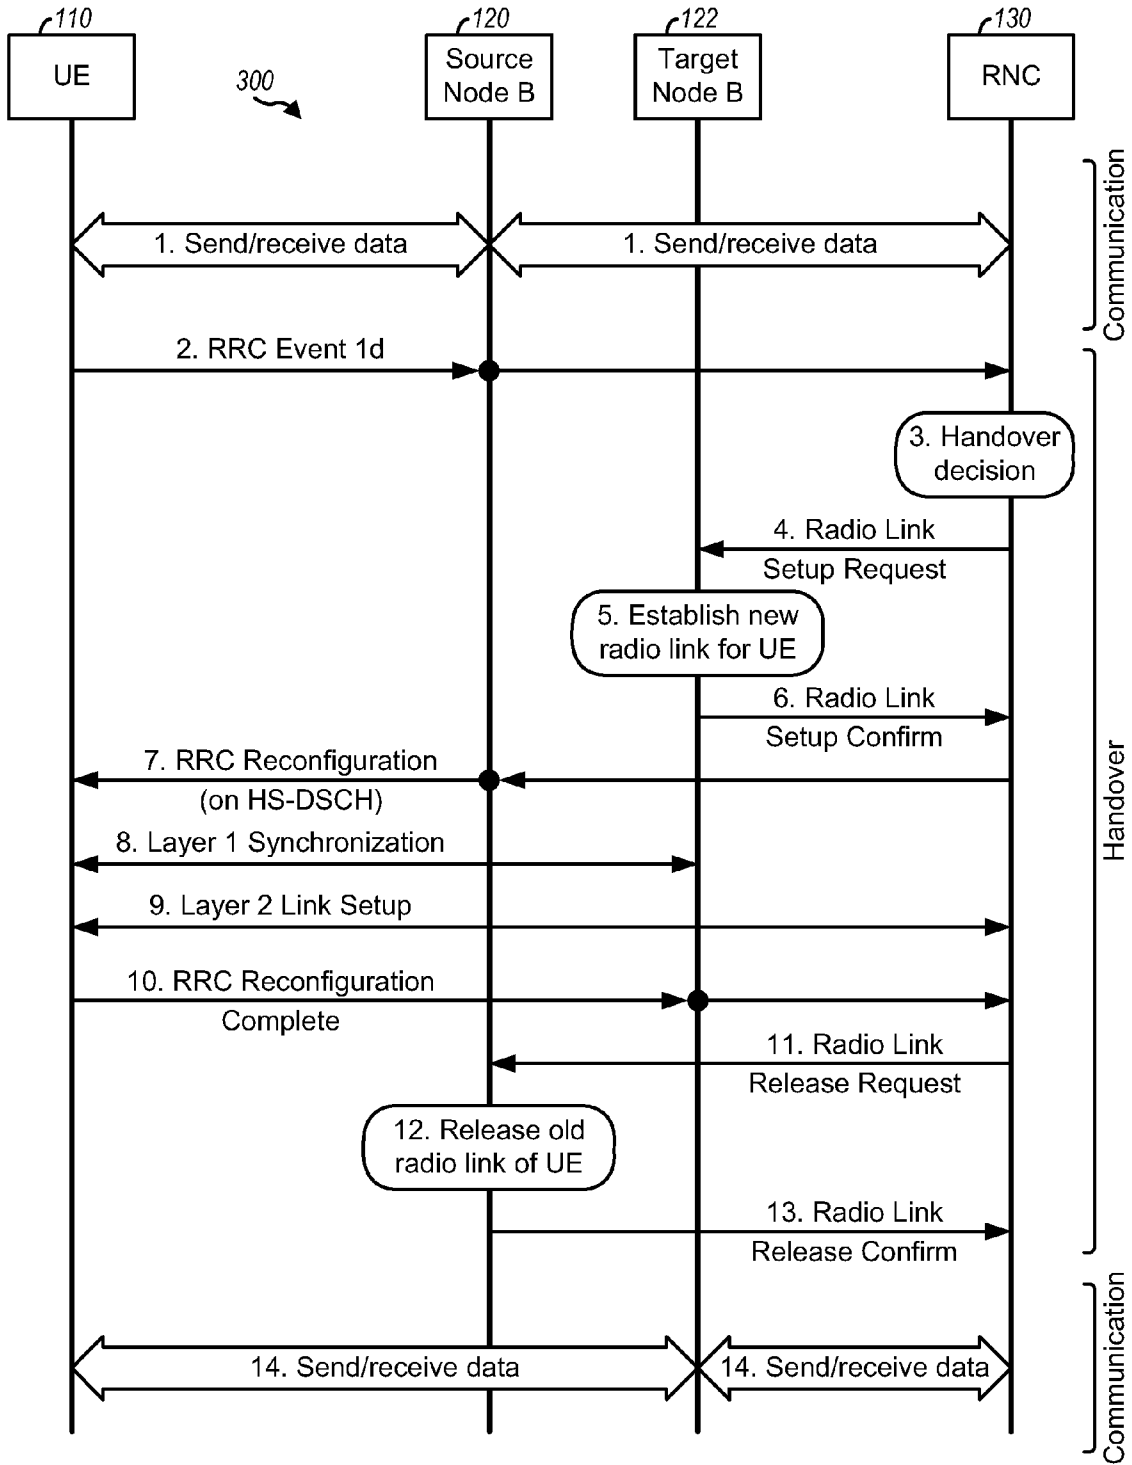 110
120
122
130
UE
Source
Node B
Target
Node B
RNC
300
Communication
1. Send/receive data
1. Send/receive data
2. RRC Event 1d
3. Handover
decision
4. Radio Link
Setup Request
5. Establish new
radio link for UE
6. Radio Link
Setup Confirm
7. RRC Reconfiguration
(on HS-DSCH)
Handover
8. Layer 1 Synchronization
9. Layer 2 Link Setup
10. RRC Reconfiguration
Complete
11. Radio Link
Release Request
12. Release old
radio link of UE
13. Radio Link
Release Confirm
Communication
14. Send/receive data
14. Send/receive data